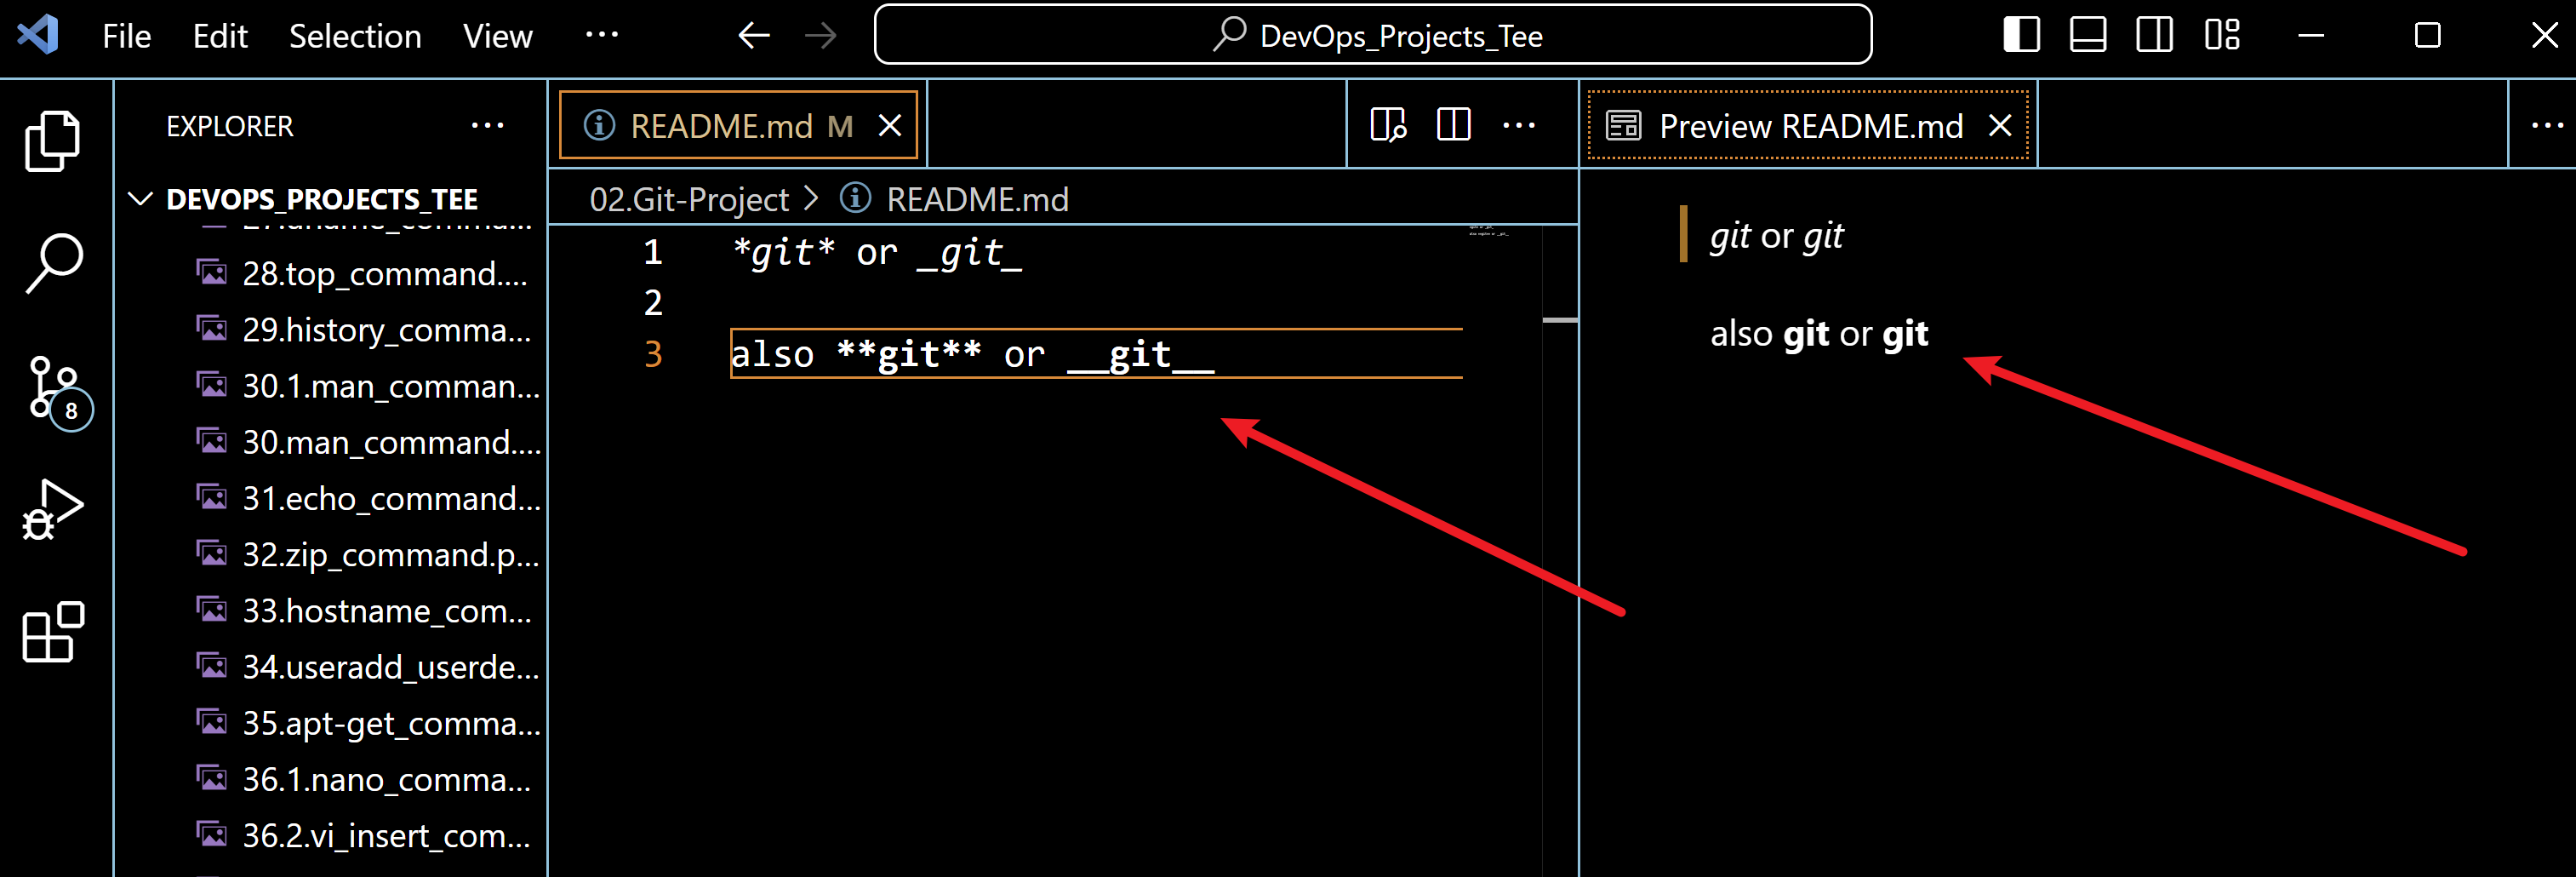 File Edit Selection View ... DevOps_Projects_Tee
EXPLORER ...
README.md M
Preview README.md
DEVOPS_PROJECTS_TEE
02.Git-Project > README.md
28.top_command....
29.history_comma...
30.1.man_comman...
30.man_command....
8
31.echo_command...
32.zip_command.p...
33.hostname_com...
34.useradd_userde...
35.apt-get_comma...
36.1.nano_comma...
36.2.vi_insert_com...
1 *git* or _git_
2
3 also **git** or __git__
git or git
also git or git